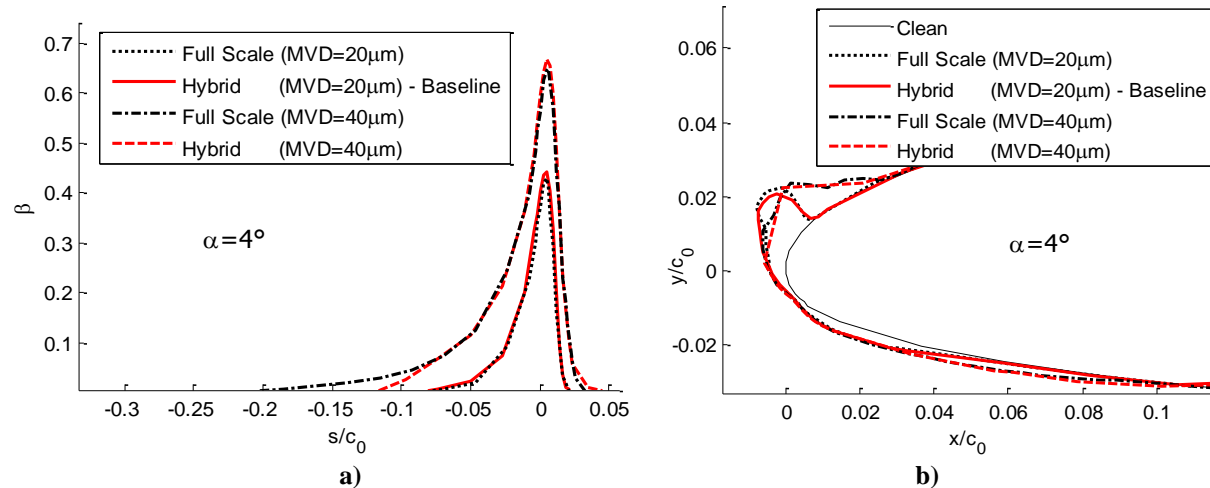 0.7
0.6
0.5
0.4
0.3
0.2
0.1
β
Full Scale (MVD=20μm)
Hybrid (MVD=20μm) - Baseline
Full Scale (MVD=40μm)
Hybrid (MVD=40μm)
α=4°
-0.3 -0.25 -0.2 -0.15 -0.1 -0.05 0 0.05
s/c0
a)
0.06
0.04
0.02
0
-0.02
y/c0
Clean
Full Scale (MVD=20μm)
Hybrid (MVD=20μm) - Baseline
Full Scale (MVD=40μm)
Hybrid (MVD=40μm)
α=4°
0 0.02 0.04 0.06 0.08 0.1
x/c0
b)